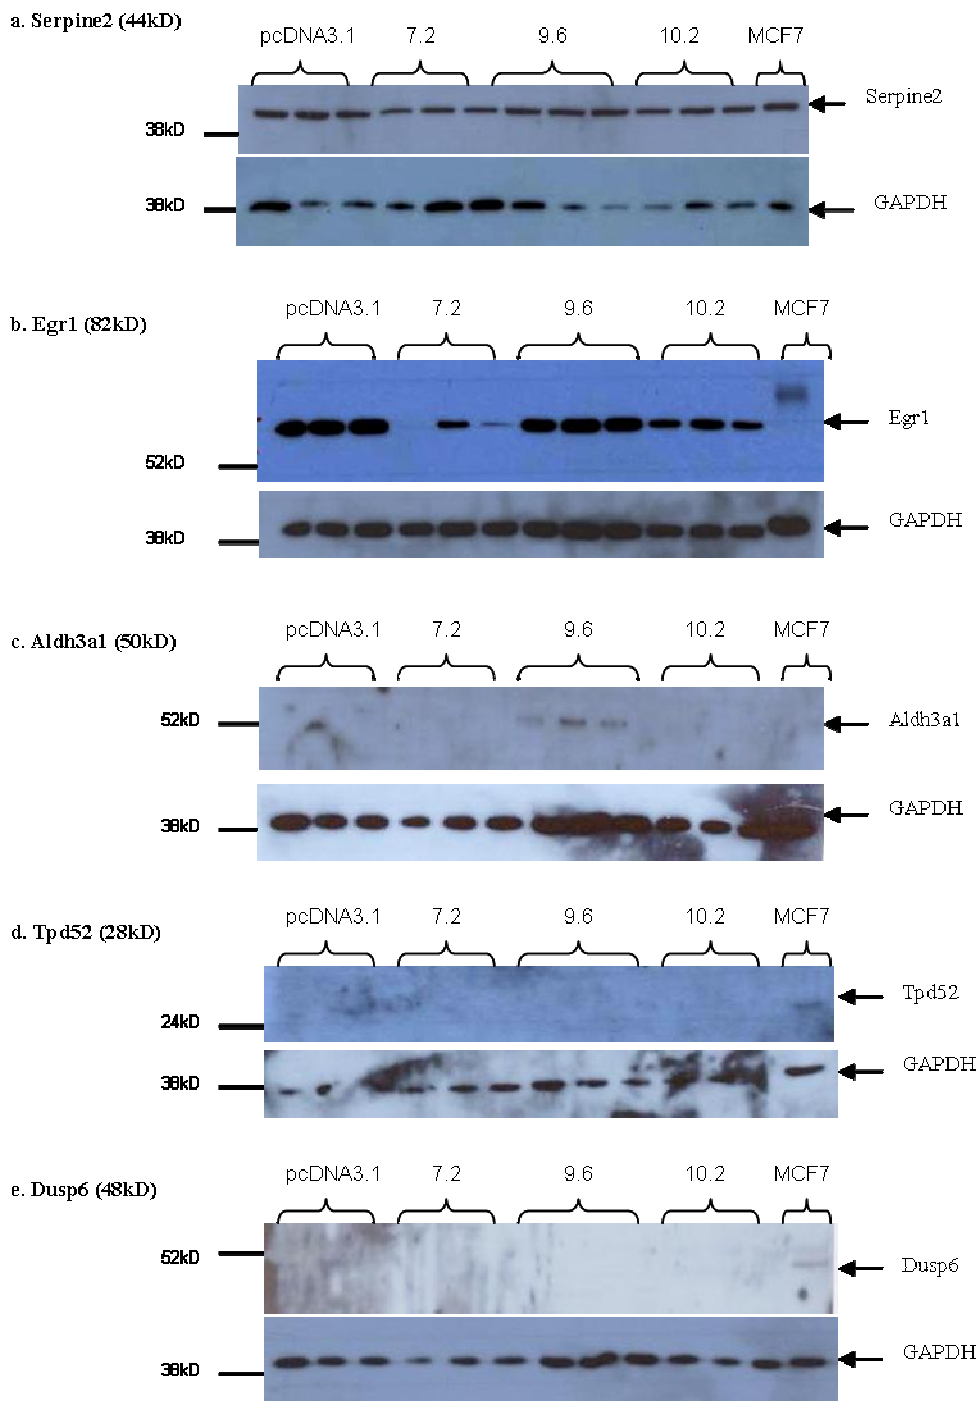 a. Serpine2 (44kD)
pcDNA3.1 7.2 9.6 10.2 MCF7
Serpine2
38kD
38kD
GAPDH
b. Egr1 (82kD)
pcDNA3.1 7.2 9.6 10.2 MCF7
Egr1
52kD
GAPDH
38kD
c. Aldh3a1 (50kD)
pcDNA3.1 7.2 9.6 10.2 MCF7
52kD
Aldh3a1
GAPDH
38kD
d. Tpd52 (28kD)
pcDNA3.1 7.2 9.6 10.2 MCF7
Tpd52
24kD
GAPDH
38kD
e. Dusp6 (48kD)
pcDNA3.1 7.2 9.6 10.2 MCF7
52kD
Dusp6
GAPDH
38kD